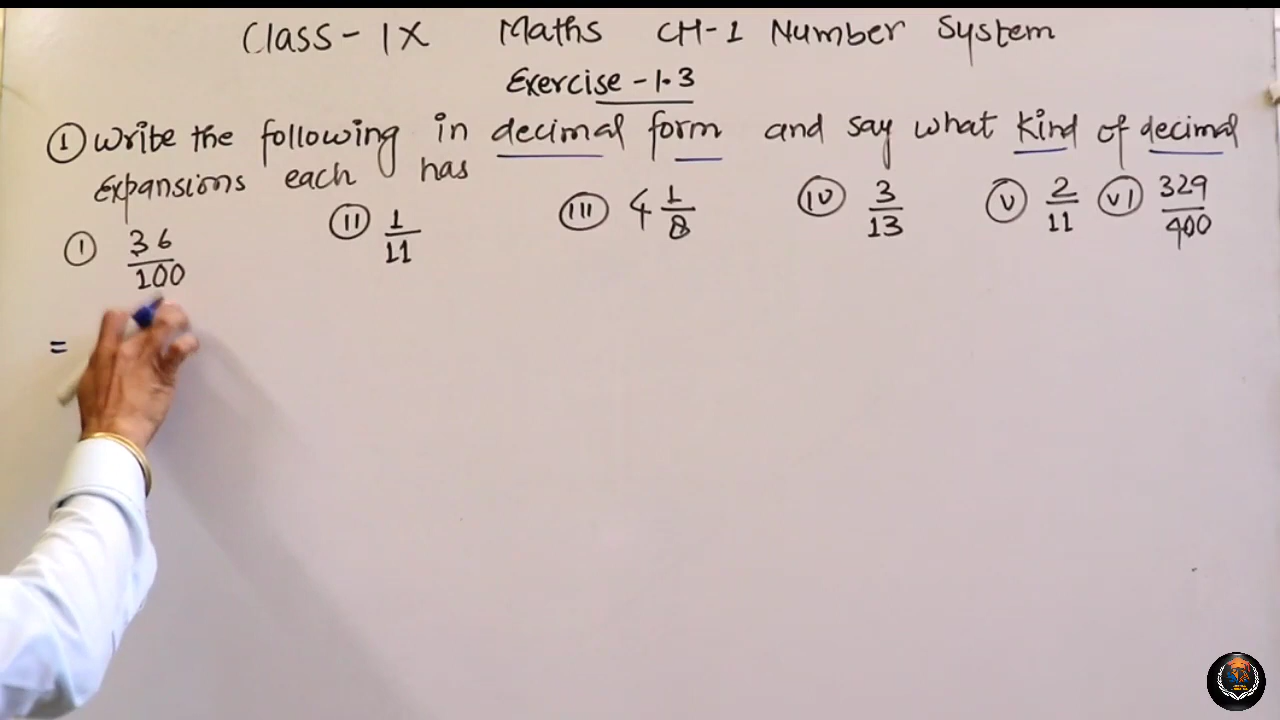 Class - IX Maths CH-1 Number System
Exercise - 1.3
① Write the following in decimal form and say what kind of decimal
expansions each has
(i) 36/100 (ii) 1/11 (iii) 4 1/8 (iv) 3/13 (v) 2/11 (vi) 329/400
=